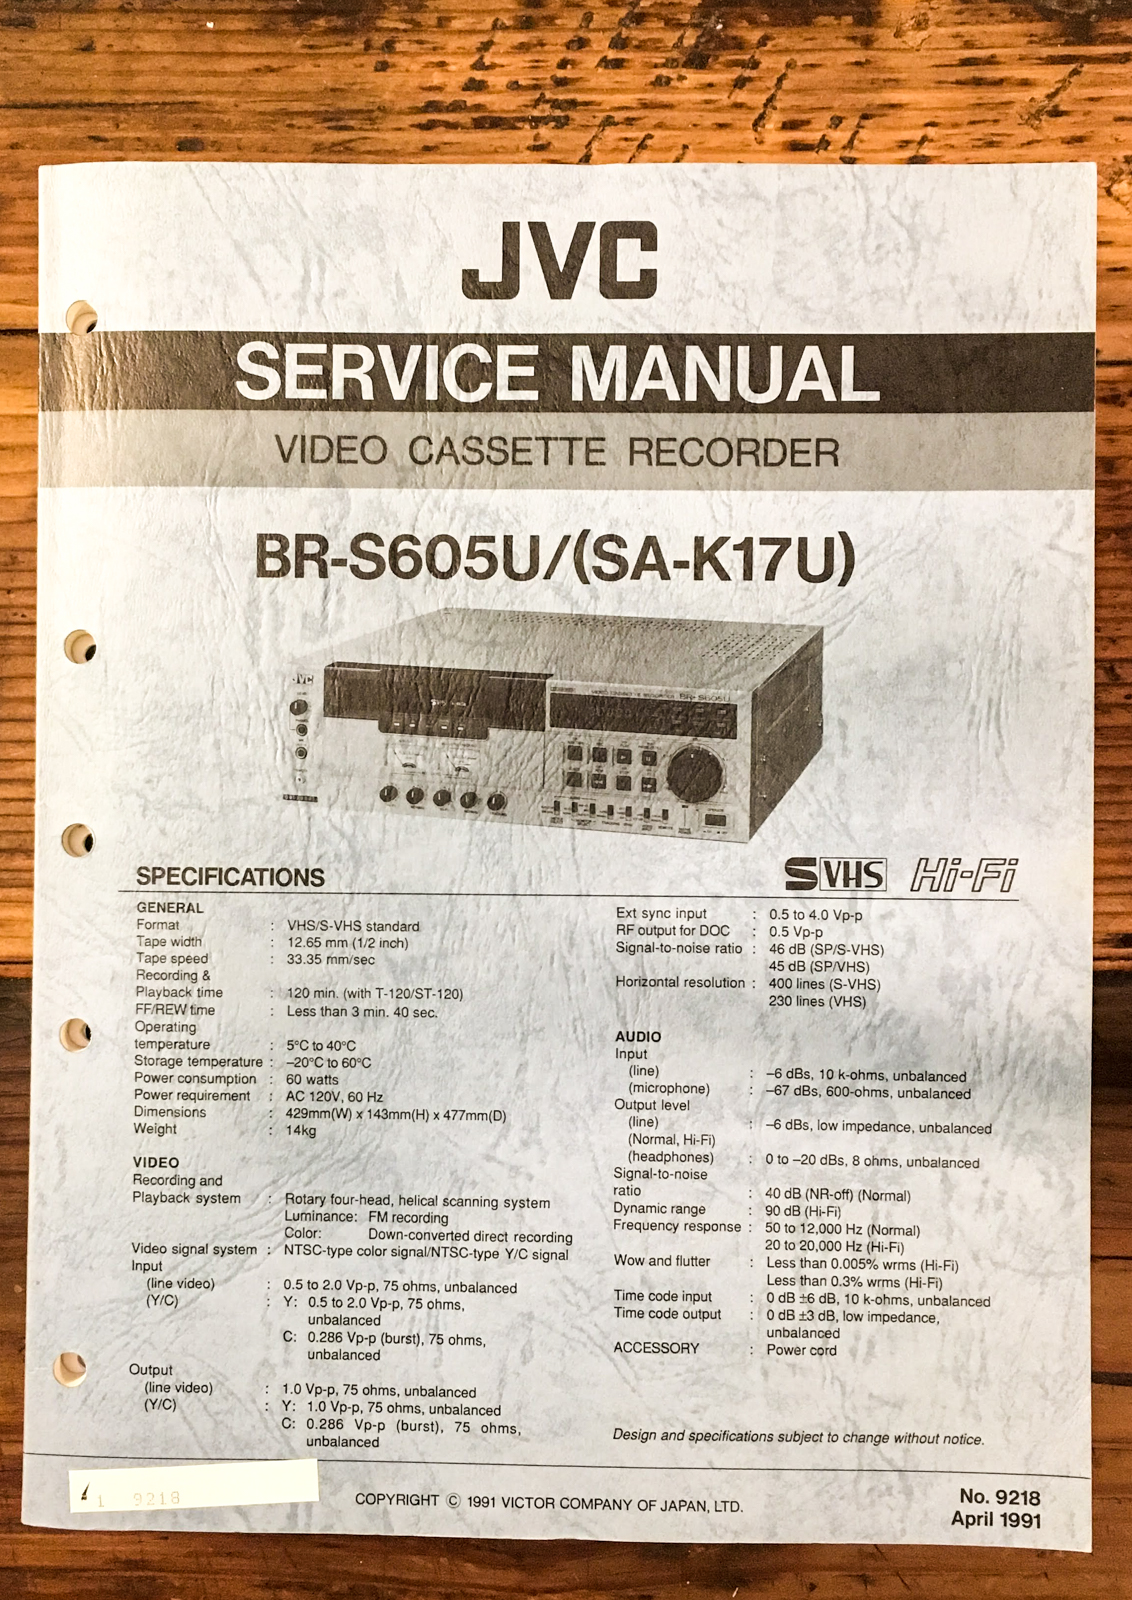 JVC
SERVICE MANUAL
VIDEO CASSETTE RECORDER
BR-S605U/(SA-K17U)
JVC
BR-S605U
SPECIFICATIONS
S VHS Hi-Fi
GENERAL
Format : VHS/S-VHS standard
Tape width : 12.65 mm (1/2 inch)
Tape speed : 33.35 mm/sec
Recording &
Playback time : 120 min. (with T-120/ST-120)
FF/REW time : Less than 3 min. 40 sec.
Operating
temperature : 5°C to 40°C
Storage temperature : –20°C to 60°C
Power consumption : 60 watts
Power requirement : AC 120V, 60 Hz
Dimensions : 429mm(W) x 143mm(H) x 477mm(D)
Weight : 14kg
VIDEO
Recording and
Playback system : Rotary four-head, helical scanning system
Luminance: FM recording
Color: Down-converted direct recording
Video signal system : NTSC-type color signal/NTSC-type Y/C signal
Input
(line video) : 0.5 to 2.0 Vp-p, 75 ohms, unbalanced
(Y/C) : Y: 0.5 to 2.0 Vp-p, 75 ohms,
unbalanced
C: 0.286 Vp-p (burst), 75 ohms,
unbalanced
Output
(line video) : 1.0 Vp-p, 75 ohms, unbalanced
(Y/C) : Y: 1.0 Vp-p, 75 ohms, unbalanced
C: 0.286 Vp-p (burst), 75 ohms,
unbalanced
Ext sync input : 0.5 to 4.0 Vp-p
RF output for DOC : 0.5 Vp-p
Signal-to-noise ratio : 46 dB (SP/S-VHS)
45 dB (SP/VHS)
Horizontal resolution : 400 lines (S-VHS)
230 lines (VHS)
AUDIO
Input
(line) : –6 dBs, 10 k-ohms, unbalanced
(microphone) : –67 dBs, 600-ohms, unbalanced
Output level
(line) : –6 dBs, low impedance, unbalanced
(Normal, Hi-Fi)
(headphones) : 0 to –20 dBs, 8 ohms, unbalanced
Signal-to-noise
ratio : 40 dB (NR-off) (Normal)
Dynamic range : 90 dB (Hi-Fi)
Frequency response : 50 to 12,000 Hz (Normal)
20 to 20,000 Hz (Hi-Fi)
Wow and flutter : Less than 0.005% wrms (Hi-Fi)
Less than 0.3% wrms (Hi-Fi)
Time code input : 0 dB ±6 dB, 10 k-ohms, unbalanced
Time code output : 0 dB ±3 dB, low impedance,
unbalanced
ACCESSORY : Power cord
Design and specifications subject to change without notice.
1 9218
COPYRIGHT © 1991 VICTOR COMPANY OF JAPAN, LTD.
No. 9218
April 1991